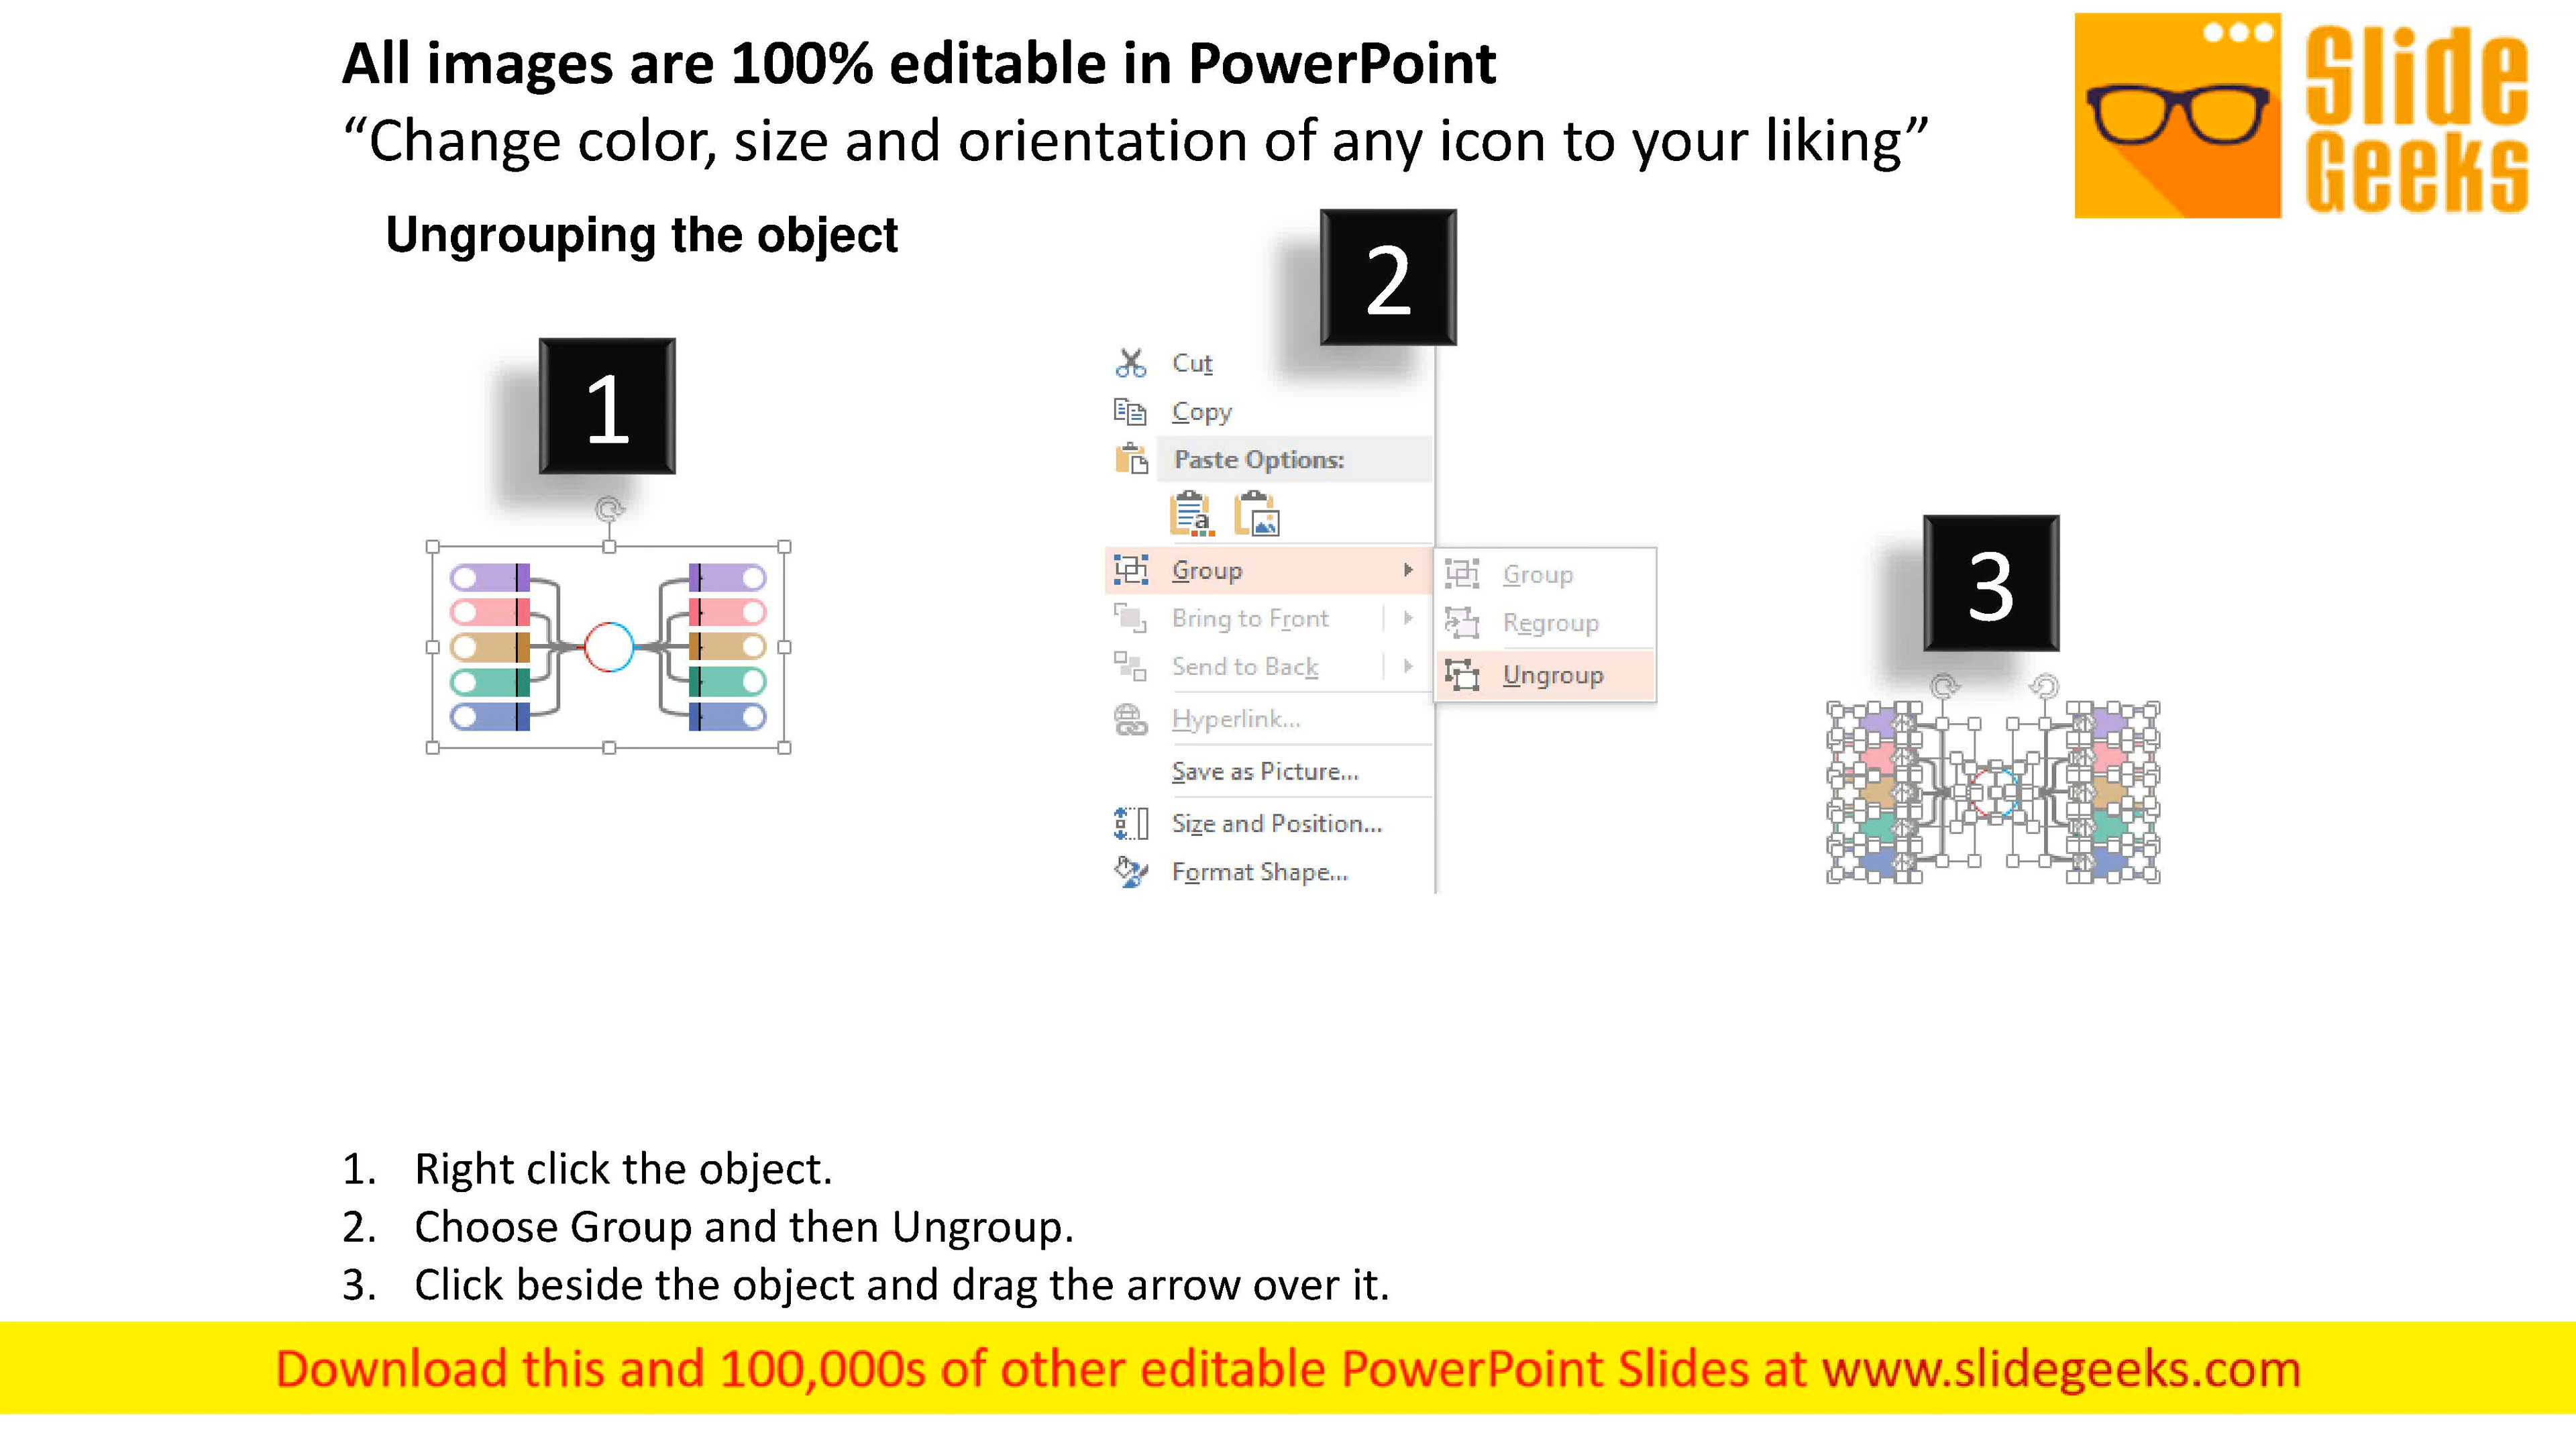 All images are 100% editable in PowerPoint
“Change color, size and orientation of any icon to your liking”
Slide
Geeks
Ungrouping the object
1
2
Cut
Copy
Paste Options:
a
Group
Bring to Front
Send to Back
Hyperlink...
Save as Picture...
Size and Position...
Format Shape...
Group
Regroup
Ungroup
3
1. Right click the object.
2. Choose Group and then Ungroup.
3. Click beside the object and drag the arrow over it.
Download this and 100,000s of other editable PowerPoint Slides at www.slidegeeks.com